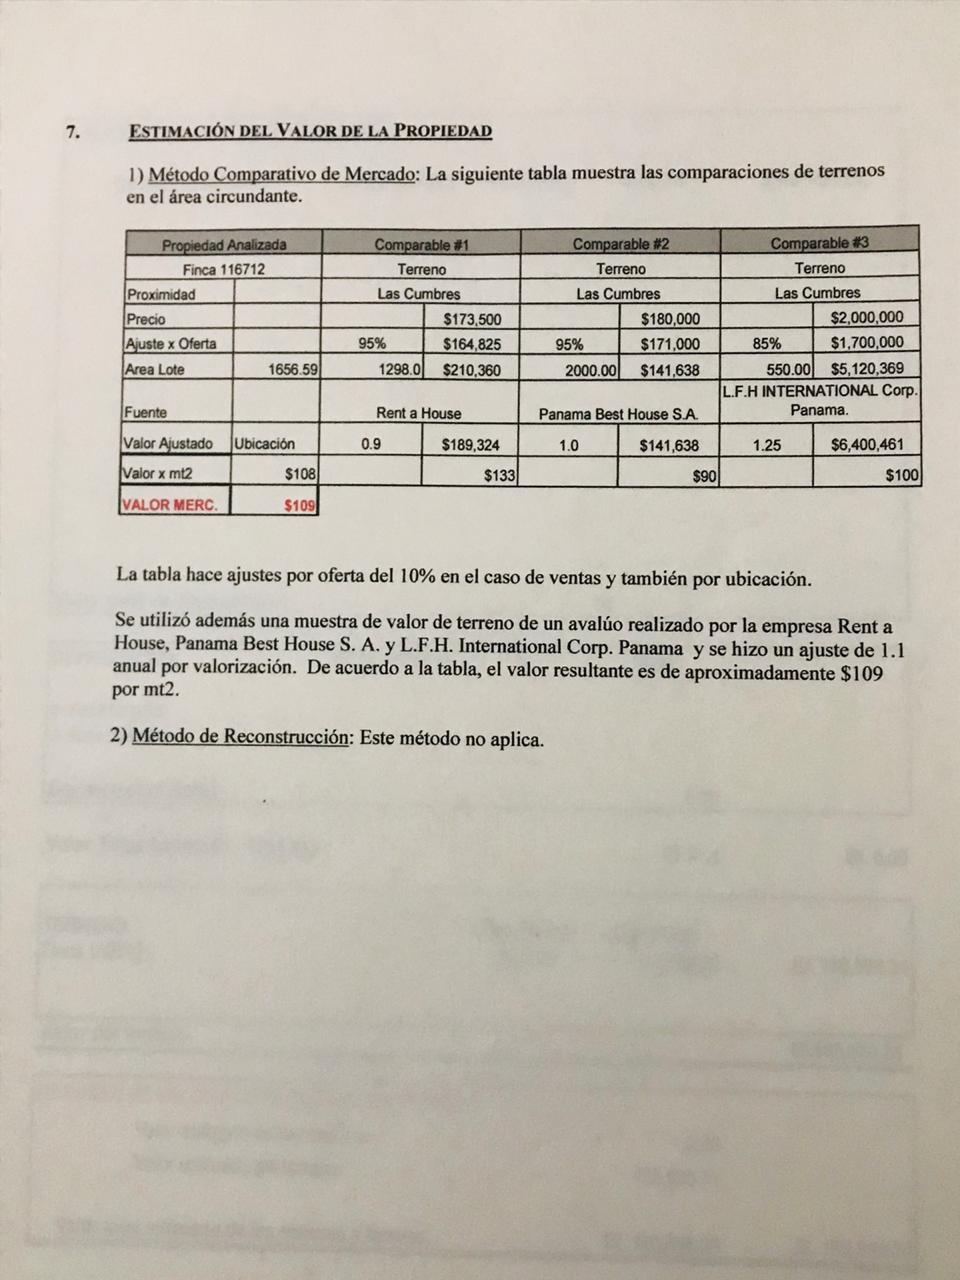 7. ESTIMACIÓN DEL VALOR DE LA PROPIEDAD
1) Método Comparativo de Mercado: La siguiente tabla muestra las comparaciones de terrenos
en el área circundante.
Propiedad Analizada Comparable #1 Comparable #2 Comparable #3
Finca 116712 Terreno Terreno Terreno
Proximidad Las Cumbres Las Cumbres Las Cumbres
Precio $173,500 $180,000 $2,000,000
Ajuste x Oferta 95% $164,825 95% $171,000 85% $1,700,000
Area Lote 1656.59 1298.0 $210,360 2000.00 $141,638 550.00 $5,120,369
Fuente Rent a House Panama Best House S.A. L.F.H INTERNATIONAL Corp.
Panama.
Valor Ajustado Ubicación 0.9 $189,324 1.0 $141,638 1.25 $6,400,461
Valor x mt2 $108 $133 $90 $100
VALOR MERC. $109
La tabla hace ajustes por oferta del 10% en el caso de ventas y también por ubicación.
Se utilizó además una muestra de valor de terreno de un avalúo realizado por la empresa Rent a
House, Panama Best House S. A. y L.F.H. International Corp. Panama y se hizo un ajuste de 1.1
anual por valorización. De acuerdo a la tabla, el valor resultante es de aproximadamente $109
por mt2.
2) Método de Reconstrucción: Este método no aplica.